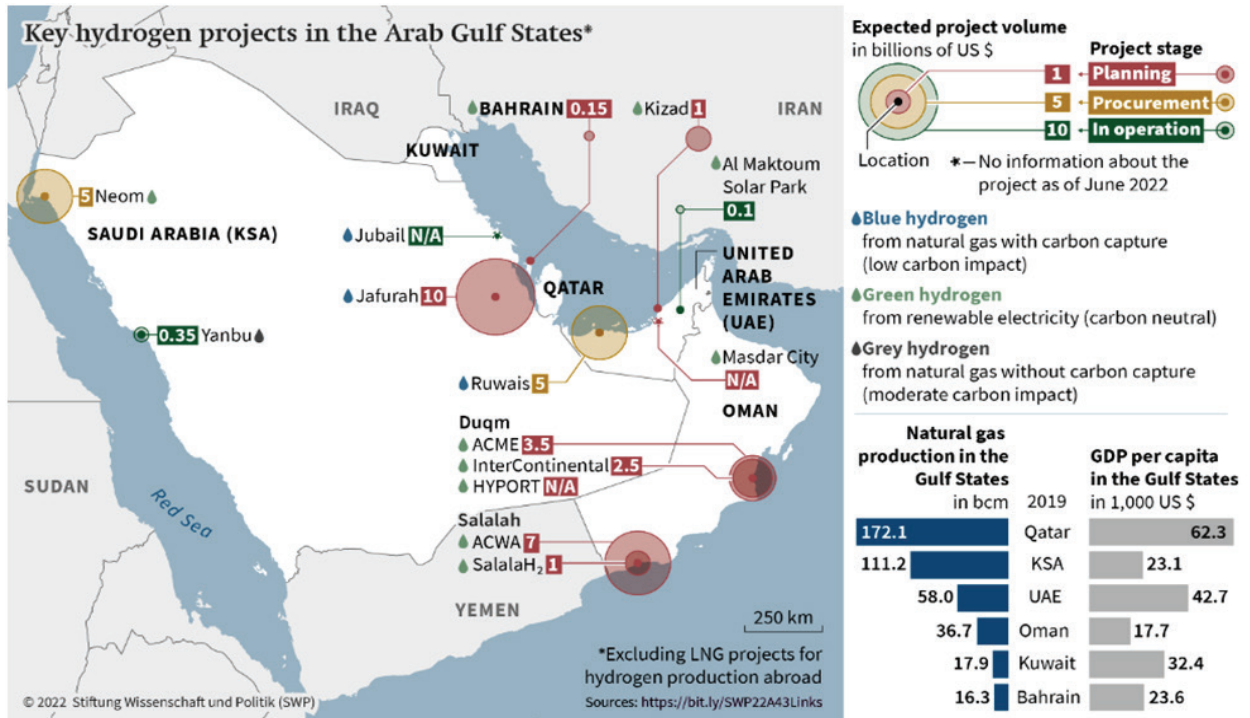 Key hydrogen projects in the Arab Gulf States*
IRAQ
IRAN
KUWAIT
BAHRAIN 0.15
Kizad 1
Al Maktoum
Solar Park
0.1
5 Neom
SAUDI ARABIA (KSA)
Jubail N/A
Jafurah 10
QATAR
UNITED
ARAB
EMIRATES
(UAE)
0.35 Yanbu
Ruwais 5
Masdar City
N/A
OMAN
Duqm
ACME 3.5
InterContinental 2.5
HYPORT N/A
Salalah
ACWA 7
SalalaH₂ 1
SUDAN
Red Sea
YEMEN
250 km
*Excluding LNG projects for
hydrogen production abroad
© 2022 Stiftung Wissenschaft und Politik (SWP)
Sources: https://bit.ly/SWP22A43Links
Expected project volume
in billions of US $
Project stage
1 Planning
5 Procurement
10 In operation
Location
*– No information about the
project as of June 2022
Blue hydrogen
from natural gas with carbon capture
(low carbon impact)
Green hydrogen
from renewable electricity (carbon neutral)
Grey hydrogen
from natural gas without carbon capture
(moderate carbon impact)
Natural gas
production in the
Gulf States
in bcm
2019
GDP per capita
in the Gulf States
in 1,000 US $
172.1 Qatar 62.3
111.2 KSA 23.1
58.0 UAE 42.7
36.7 Oman 17.7
17.9 Kuwait 32.4
16.3 Bahrain 23.6